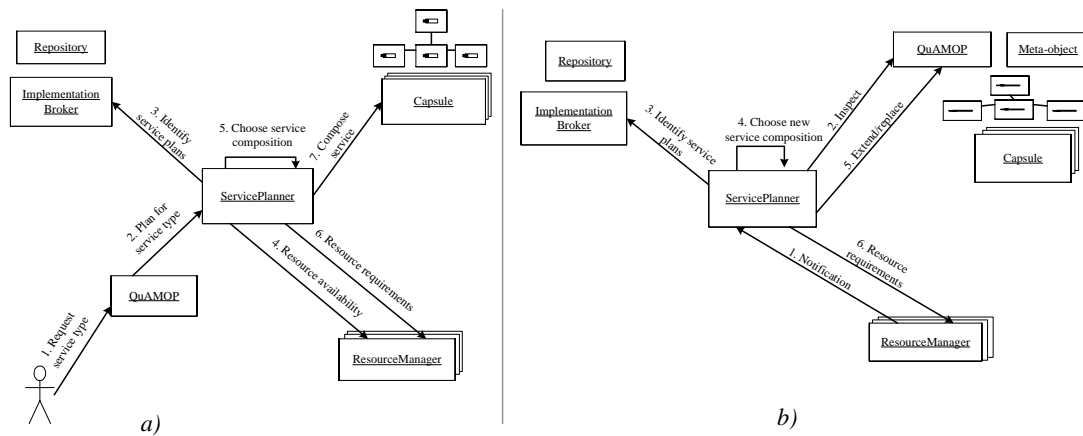 Repository
Implementation
Broker
3. Identify
service plans
5. Choose service
composition
7. Compose
service
Capsule
ServicePlanner
2. Plan for
service type
QuAMOP
1. Request
service type
4. Resource availability
6. Resource requirements
ResourceManager
a)
Repository
Implementation
Broker
3. Identify service
plans
4. Choose new
service composition
2. Inspect
5. Extend/replace
QuAMOP
Meta-object
Capsule
ServicePlanner
1. Notification
6. Resource
requirements
ResourceManager
b)